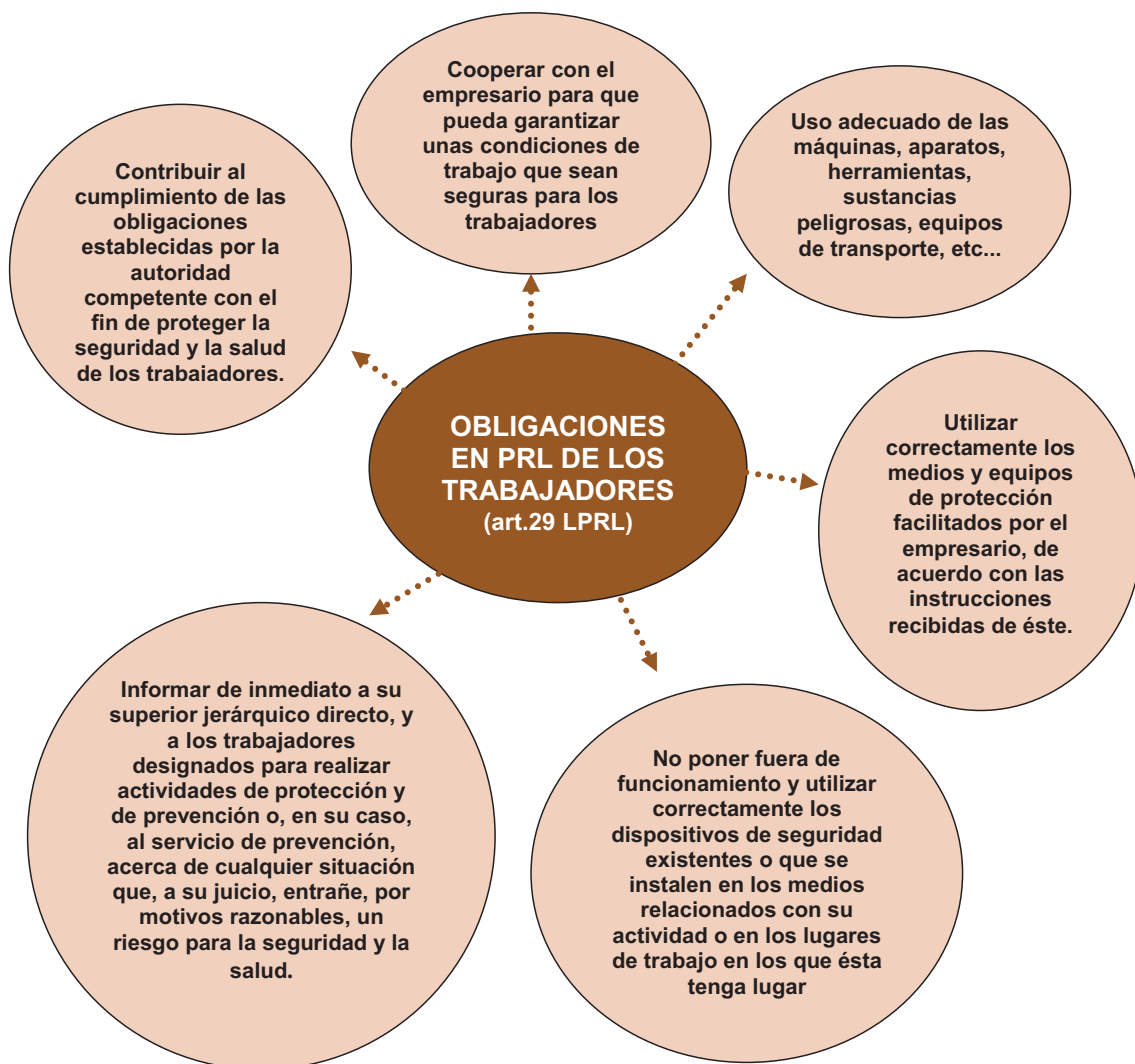 Cooperar con el
empresario para que
pueda garantizar
unas condiciones de
trabajo que sean
seguras para los
trabajadores
Uso adecuado de las
máquinas, aparatos,
herramientas,
sustancias
peligrosas, equipos
de transporte, etc...
Contribuir al
cumplimiento de las
obligaciones
establecidas por la
autoridad
competente con el
fin de proteger la
seguridad y la salud
de los trabaiadores.
OBLIGACIONES
EN PRL DE LOS
TRABAJADORES
(art.29 LPRL)
Utilizar
correctamente los
medios y equipos
de protección
facilitados por el
empresario, de
acuerdo con las
instrucciones
recibidas de éste.
Informar de inmediato a su
superior jerárquico directo, y
a los trabajadores
designados para realizar
actividades de protección y
de prevención o, en su caso,
al servicio de prevención,
acerca de cualquier situación
que, a su juicio, entrañe, por
motivos razonables, un
riesgo para la seguridad y la
salud.
No poner fuera de
funcionamiento y utilizar
correctamente los
dispositivos de seguridad
existentes o que se
instalen en los medios
relacionados con su
actividad o en los lugares
de trabajo en los que ésta
tenga lugar